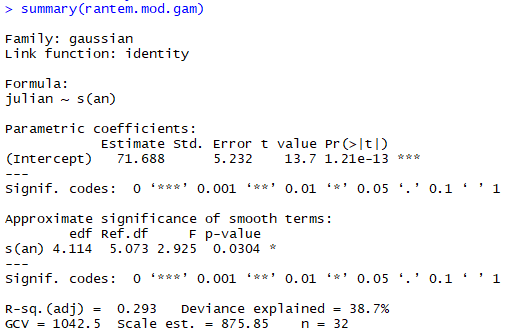 > summary(rantem.mod.gam)
Family: gaussian
Link function: identity
Formula:
julian ~ s(an)
Parametric coefficients:
            Estimate Std. Error t value Pr(>|t|)
(Intercept)   71.688      5.232    13.7 1.21e-13 ***
---
Signif. codes:  0 ‘***’ 0.001 ‘**’ 0.01 ‘*’ 0.05 ‘.’ 0.1 ‘ ’ 1
Approximate significance of smooth terms:
        edf Ref.df     F p-value
s(an) 4.114  5.073 2.925  0.0304 *
---
Signif. codes:  0 ‘***’ 0.001 ‘**’ 0.01 ‘*’ 0.05 ‘.’ 0.1 ‘ ’ 1
R-sq.(adj) =  0.293   Deviance explained = 38.7%
GCV = 1042.5  Scale est. = 875.85    n = 32